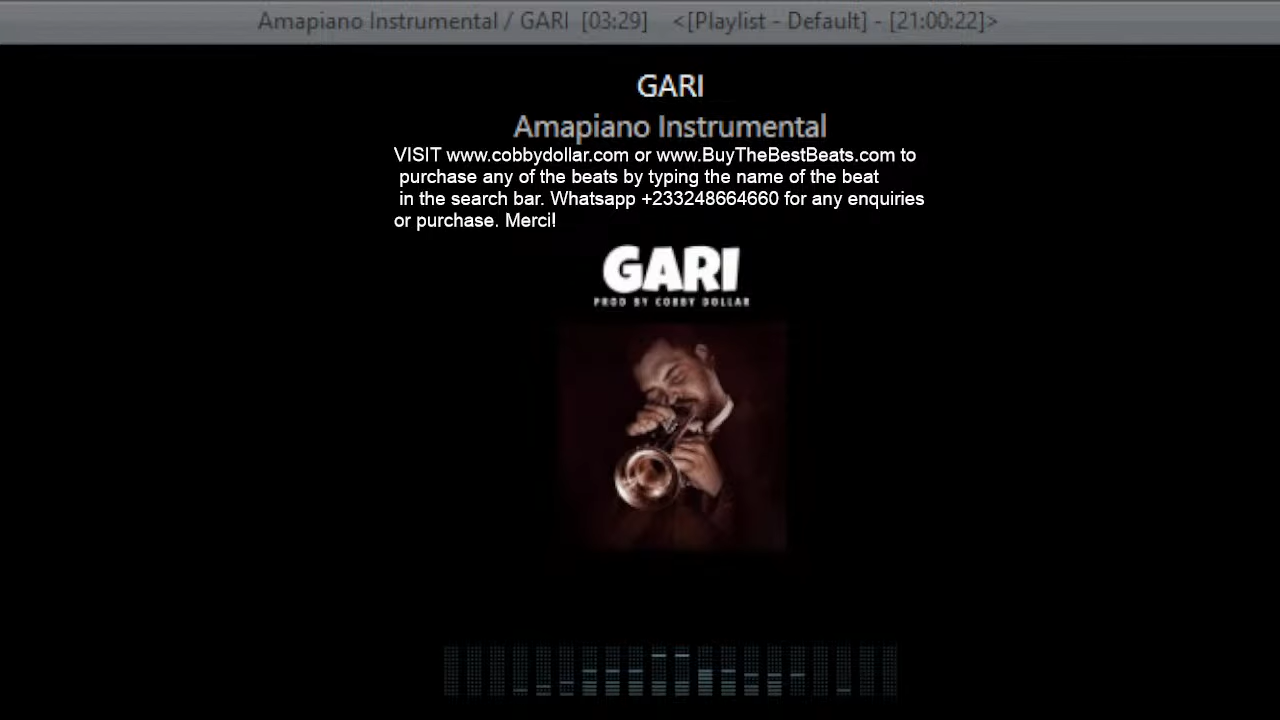 Amapiano Instrumental / GARI [03:29] <[Playlist - Default] - [21:00:22]>
GARI
Amapiano Instrumental
VISIT www.cobbydollar.com or www.BuyTheBestBeats.com to
purchase any of the beats by typing the name of the beat
in the search bar. Whatsapp +233248664660 for any enquiries
or purchase. Merci!
GARI
PROD BY COBBY DOLLAR